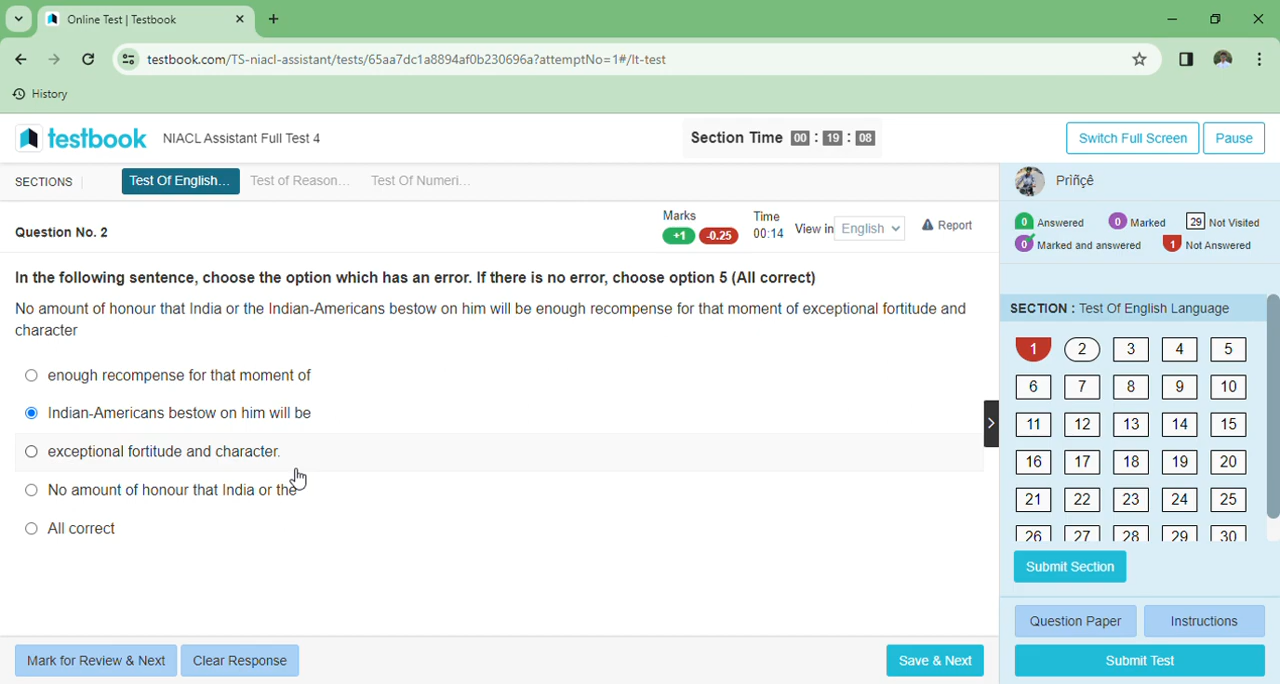 Online Test | Testbook
testbook.com/TS-niacl-assistant/tests/65aa7dc1a8894af0b230696a?attemptNo=1#/lt-test
History
testbook NIACL Assistant Full Test 4 Section Time 00 : 19 : 08 Switch Full Screen Pause
SECTIONS Test Of English... Test of Reason... Test Of Numeri... Priñçê
Question No. 2 Marks +1 -0.25 Time 00:14 View in English Report
0 Answered 0 Marked 29 Not Visited
0 Marked and answered 1 Not Answered
In the following sentence, choose the option which has an error. If there is no error, choose option 5 (All correct)
No amount of honour that India or the Indian-Americans bestow on him will be enough recompense for that moment of exceptional fortitude and
character
enough recompense for that moment of
Indian-Americans bestow on him will be
exceptional fortitude and character.
No amount of honour that India or the
All correct
SECTION : Test Of English Language
1 2 3 4 5
6 7 8 9 10
11 12 13 14 15
16 17 18 19 20
21 22 23 24 25
26 27 28 29 30
Submit Section
Question Paper Instructions
Mark for Review & Next Clear Response Save & Next Submit Test